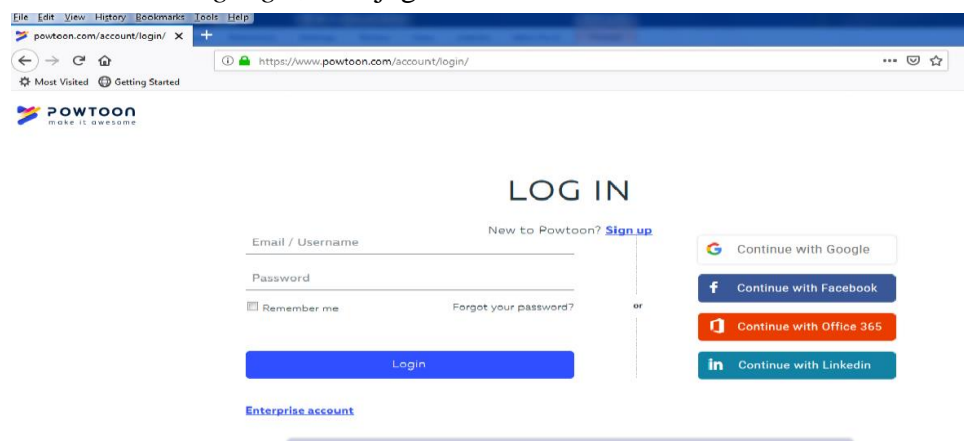 File Edit View History Bookmarks Tools Help
powtoon.com/account/login/ × +
https://www.powtoon.com/account/login/
Most Visited Getting Started
POWTOON
make it awesome
LOG IN
New to Powtoon? Sign up
Email / Username
Password
Remember me Forgot your password?
Login
Enterprise account
or
Continue with Google
Continue with Facebook
Continue with Office 365
Continue with Linkedin